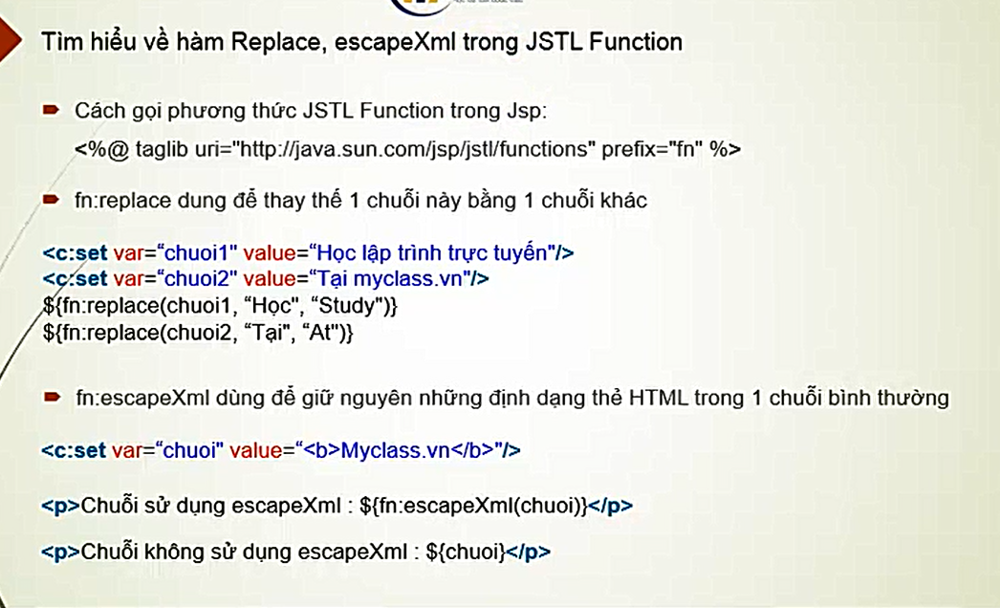 Tìm hiểu về hàm Replace, escapeXml trong JSTL Function
Cách gọi phương thức JSTL Function trong Jsp:
<%@ taglib uri="http://java.sun.com/jsp/jstl/functions" prefix="fn" %>
fn:replace dung để thay thế 1 chuỗi này bằng 1 chuỗi khác
<c:set var=“chuoi1" value=“Học lập trình trực tuyến"/>
<c:set var=“chuoi2" value=“Tại myclass.vn"/>
${fn:replace(chuoi1, “Học", “Study")}
${fn:replace(chuoi2, “Tại", “At")}
fn:escapeXml dùng để giữ nguyên những định dạng thẻ HTML trong 1 chuỗi bình thường
<c:set var=“chuoi" value=“<b>Myclass.vn</b>"/>
<p>Chuỗi sử dụng escapeXml : ${fn:escapeXml(chuoi)}</p>
<p>Chuỗi không sử dụng escapeXml : ${chuoi}</p>